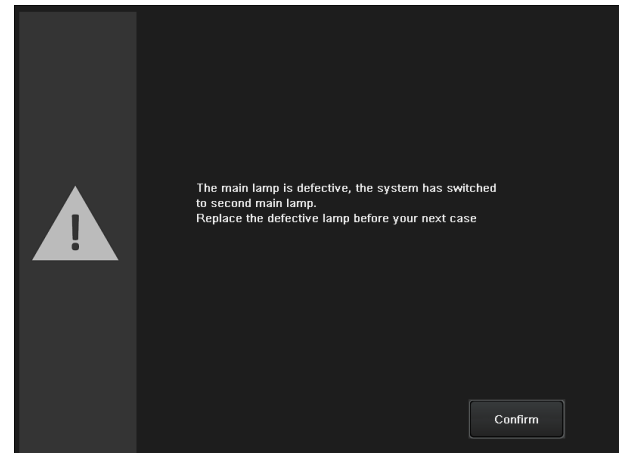 The main lamp is defective, the system has switched
to second main lamp.
Replace the defective lamp before your next case
!
Confirm